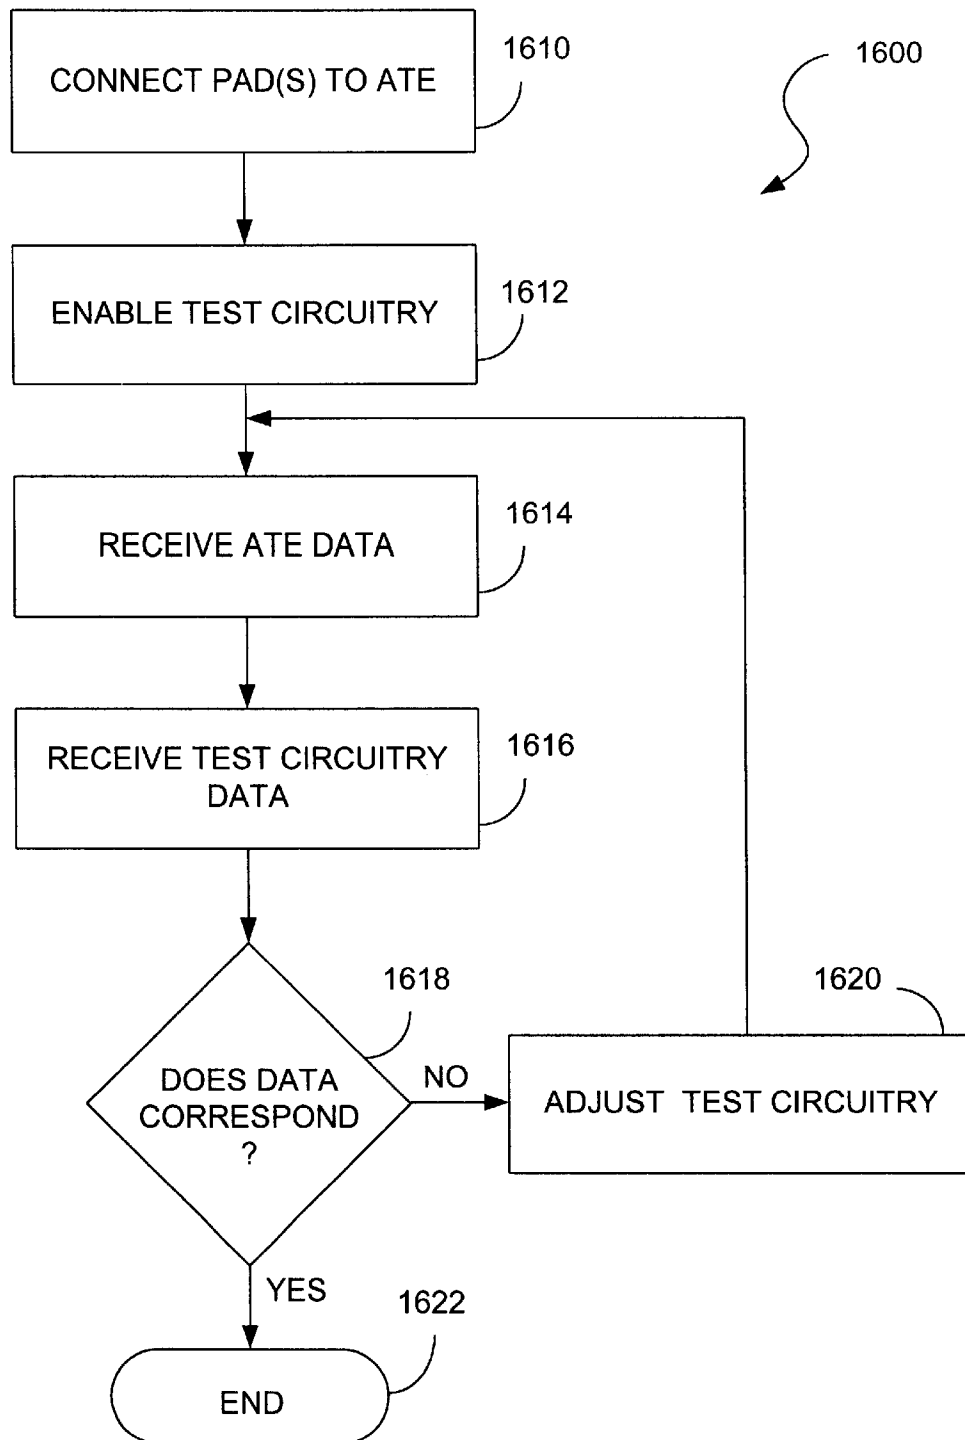 1610
CONNECT PAD(S) TO ATE
1600
1612
ENABLE TEST CIRCUITRY
1614
RECEIVE ATE DATA
1616
RECEIVE TEST CIRCUITRY
DATA
1618
DOES DATA
CORRESPOND
?
NO
1620
ADJUST TEST CIRCUITRY
YES
1622
END